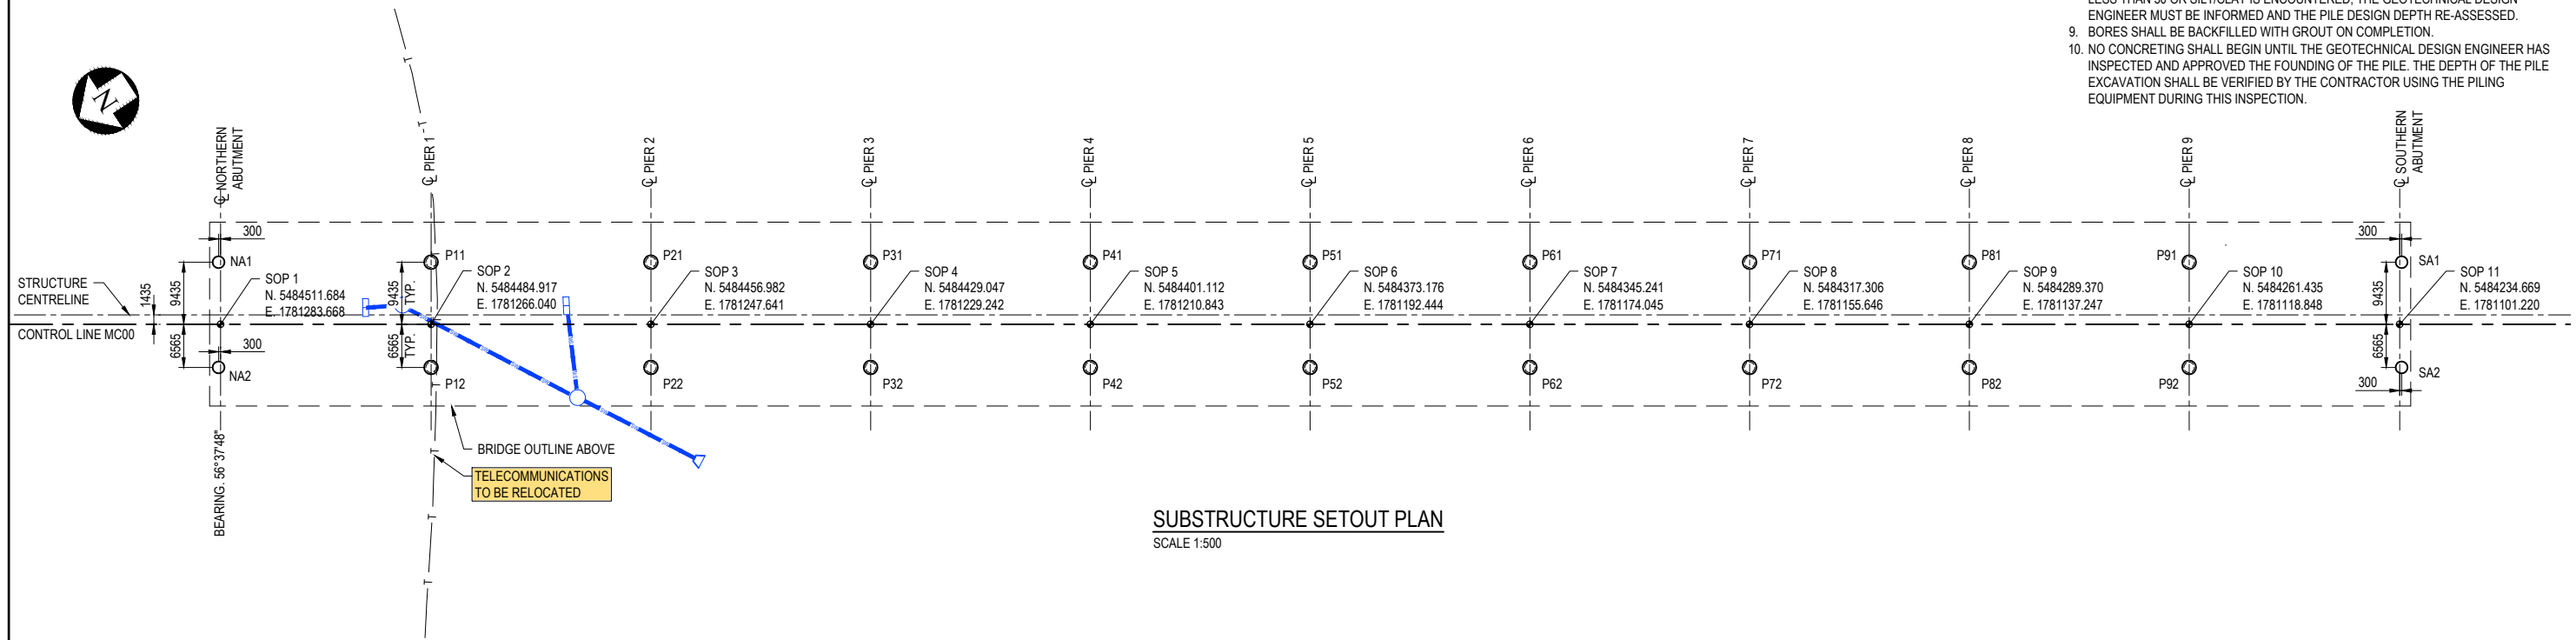 ENGINEER MUST BE INFORMED AND THE PILE DESIGN DEPTH RE-ASSESSED.
9. BORES SHALL BE BACKFILLED WITH GROUT ON COMPLETION.
10. NO CONCRETING SHALL BEGIN UNTIL THE GEOTECHNICAL DESIGN ENGINEER HAS
INSPECTED AND APPROVED THE FOUNDING OF THE PILE. THE DEPTH OF THE PILE
EXCAVATION SHALL BE VERIFIED BY THE CONTRACTOR USING THE PILING
EQUIPMENT DURING THIS INSPECTION.
N
℄ NORTHERN
ABUTMENT
℄ PIER 1
℄ PIER 2
℄ PIER 3
℄ PIER 4
℄ PIER 5
℄ PIER 6
℄ PIER 7
℄ PIER 8
℄ PIER 9
℄ SOUTHERN
ABUTMENT
T
T
T
300
300
NA1
P11
P21
P31
P41
P51
P61
P71
P81
P91
SA1
STRUCTURE
CENTRELINE
1435
9435
9435
TYP.
9435
SOP 1
N. 5484511.684
E. 1781283.668
SOP 2
N. 5484484.917
E. 1781266.040
SOP 3
N. 5484456.982
E. 1781247.641
SOP 4
N. 5484429.047
E. 1781229.242
SOP 5
N. 5484401.112
E. 1781210.843
SOP 6
N. 5484373.176
E. 1781192.444
SOP 7
N. 5484345.241
E. 1781174.045
SOP 8
N. 5484317.306
E. 1781155.646
SOP 9
N. 5484289.370
E. 1781137.247
SOP 10
N. 5484261.435
E. 1781118.848
SOP 11
N. 5484234.669
E. 1781101.220
CONTROL LINE MC00
6565
6565
TYP.
6565
300
300
NA2
P12
P22
P32
P42
P52
P62
P72
P82
P92
SA2
T
BEARING. 56°37'48"
BRIDGE OUTLINE ABOVE
T
TELECOMMUNICATIONS
TO BE RELOCATED
T
T
SUBSTRUCTURE SETOUT PLAN
SCALE 1:500